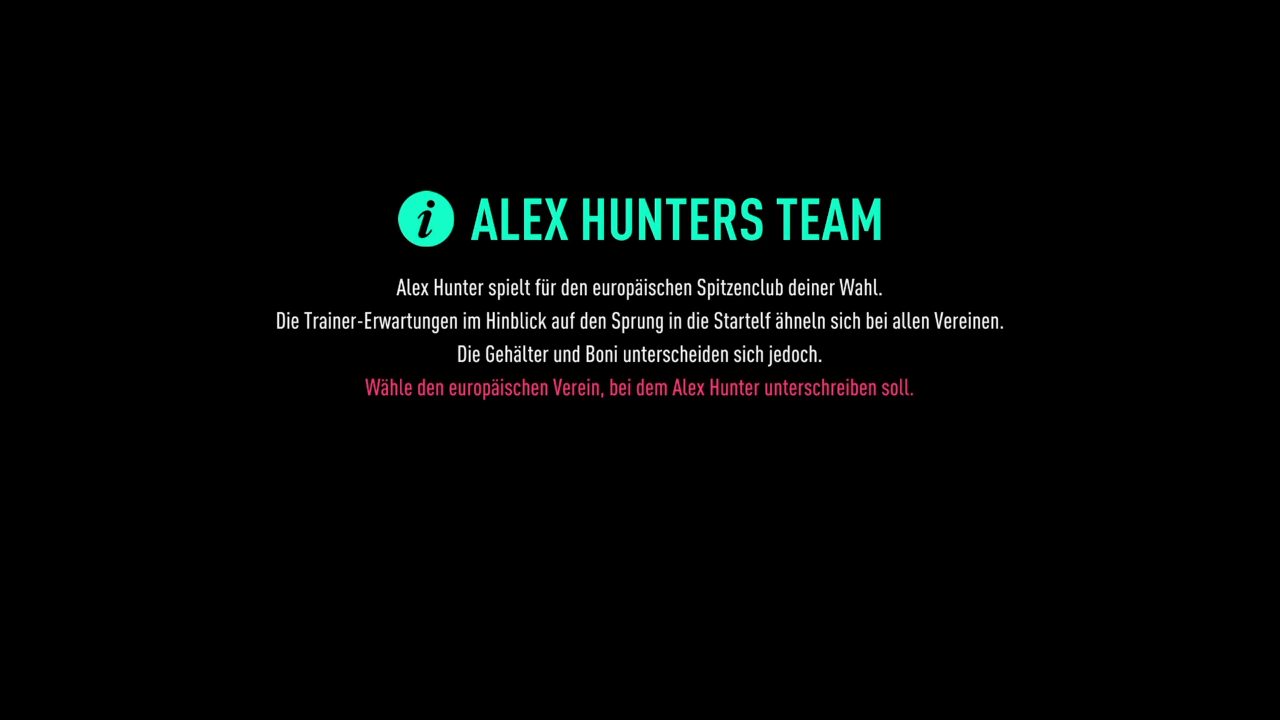 ALEX HUNTERS TEAM
Alex Hunter spielt für den europäischen Spitzenclub deiner Wahl.
Die Trainer-Erwartungen im Hinblick auf den Sprung in die Startelf ähneln sich bei allen Vereinen.
Die Gehälter und Boni unterscheiden sich jedoch.
Wähle den europäischen Verein, bei dem Alex Hunter unterschreiben soll.